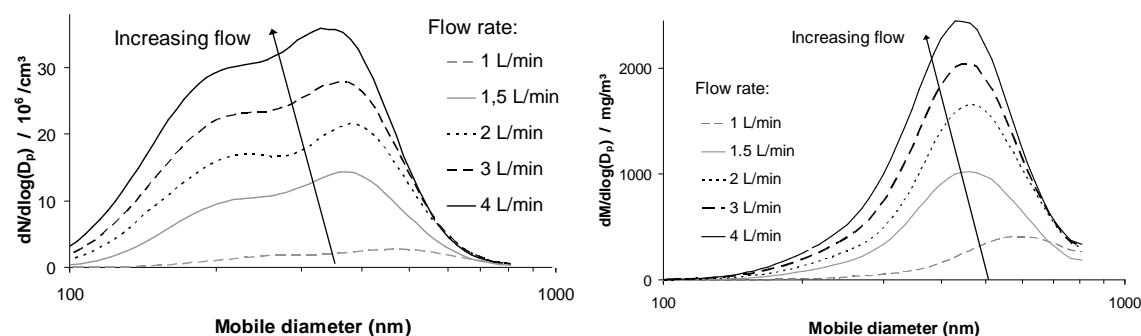 Increasing flow
Flow rate:
1 L/min
1,5 L/min
2 L/min
3 L/min
4 L/min
dN/dlog(Dp) / 10⁶ /cm³
30
20
10
0
100
1000
Mobile diameter (nm)
Increasing flow
Flow rate:
1 L/min
1.5 L/min
2 L/min
3 L/min
4 L/min
dM/dlog(Dp) / mg/m³
2000
1000
0
100
1000
Mobile diameter (nm)